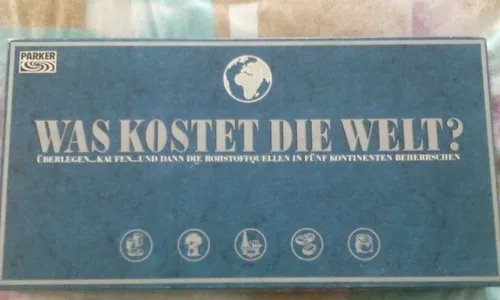 PARKER
WAS KOSTET DIE WELT?
ÜBERLEGEN...KAUFEN...UND DANN DIE ROHSTOFFQUELLEN IN FÜNF KONTINENTEN BEHERRSCHEN